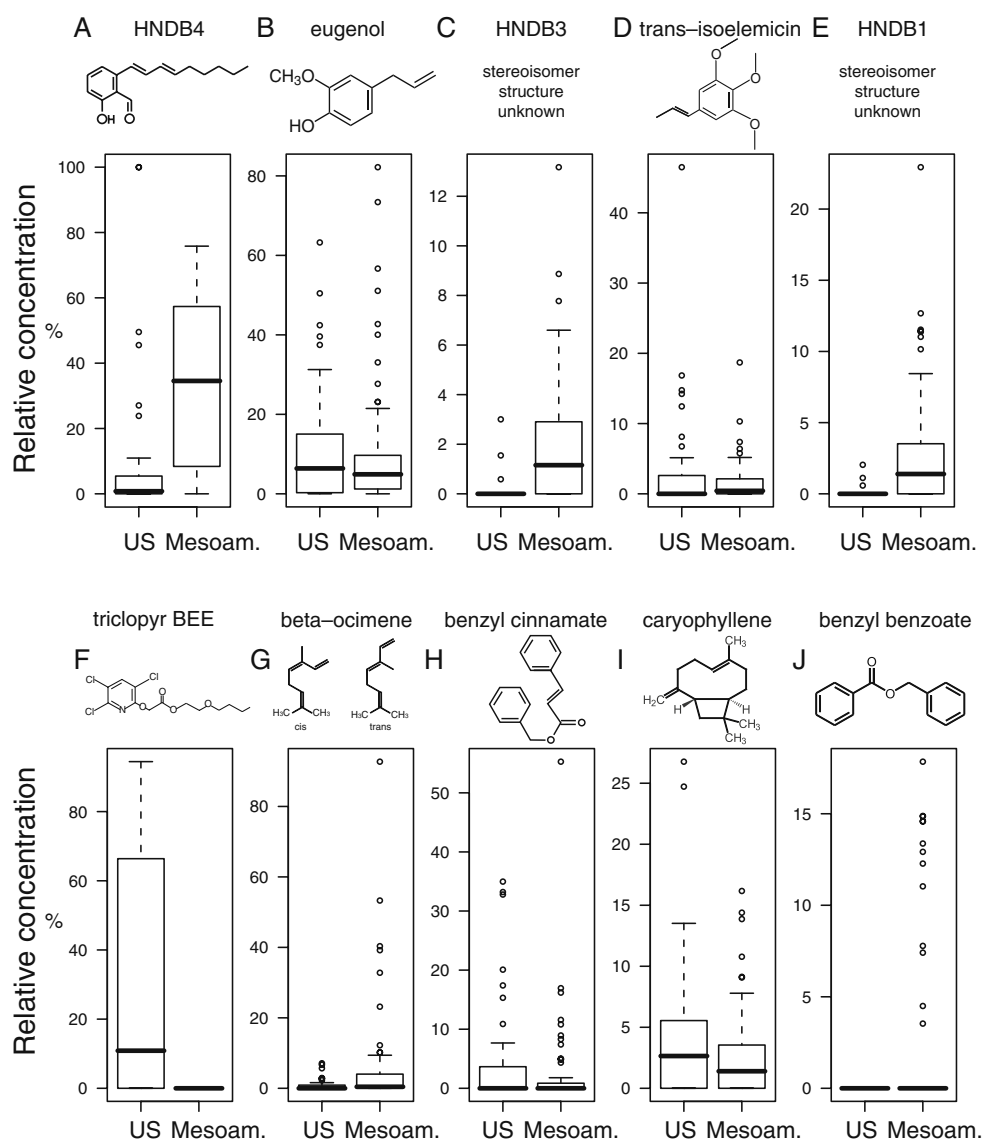 A HNDB4
B eugenol
C HNDB3
D trans–isoelemicin
E HNDB1
OH O
CH3O HO
stereoisomer
structure
unknown
O O O
stereoisomer
structure
unknown
Relative concentration
%
100
80
60
40
20
0
80
60
40
20
0
12
10
8
6
4
2
0
40
30
20
10
0
20
15
10
5
0
US Mesoam.
US Mesoam.
US Mesoam.
US Mesoam.
US Mesoam.
triclopyr BEE
beta–ocimene
benzyl cinnamate
caryophyllene
benzyl benzoate
F
G
H
I
J
Cl Cl Cl N O O O O
H3C CH3
cis
H3C CH3
trans
O O
CH3 H2C H H CH3 CH3
O O
Relative concentration
%
80
60
40
20
0
80
60
40
20
0
50
40
30
20
10
0
25
20
15
10
5
0
15
10
5
0
US Mesoam.
US Mesoam.
US Mesoam.
US Mesoam.
US Mesoam.